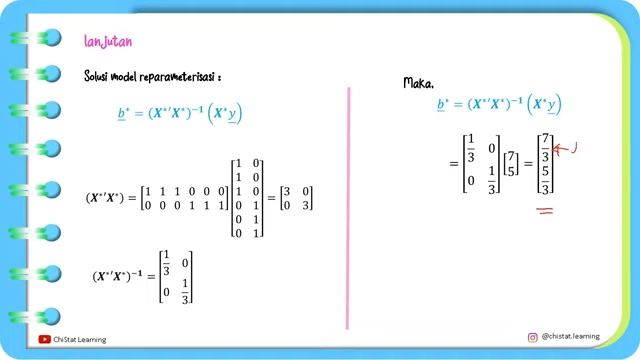 lanjutan
Solusi model reparameterisasi :
b* = (X*′X*)⁻¹ (X*y)
(X*′X*) = [1 1 1 0 0 0; 0 0 0 1 1 1] [1 0; 1 0; 1 0; 0 1; 0 1; 0 1] = [3 0; 0 3]
(X*′X*)⁻¹ = [1/3 0; 0 1/3]
Maka,
b* = (X*′X*)⁻¹ (X*y)
= [1/3 0; 0 1/3] [7; 5] = [7/3; 5/3]
ChiStat Learning
@chistat.learning